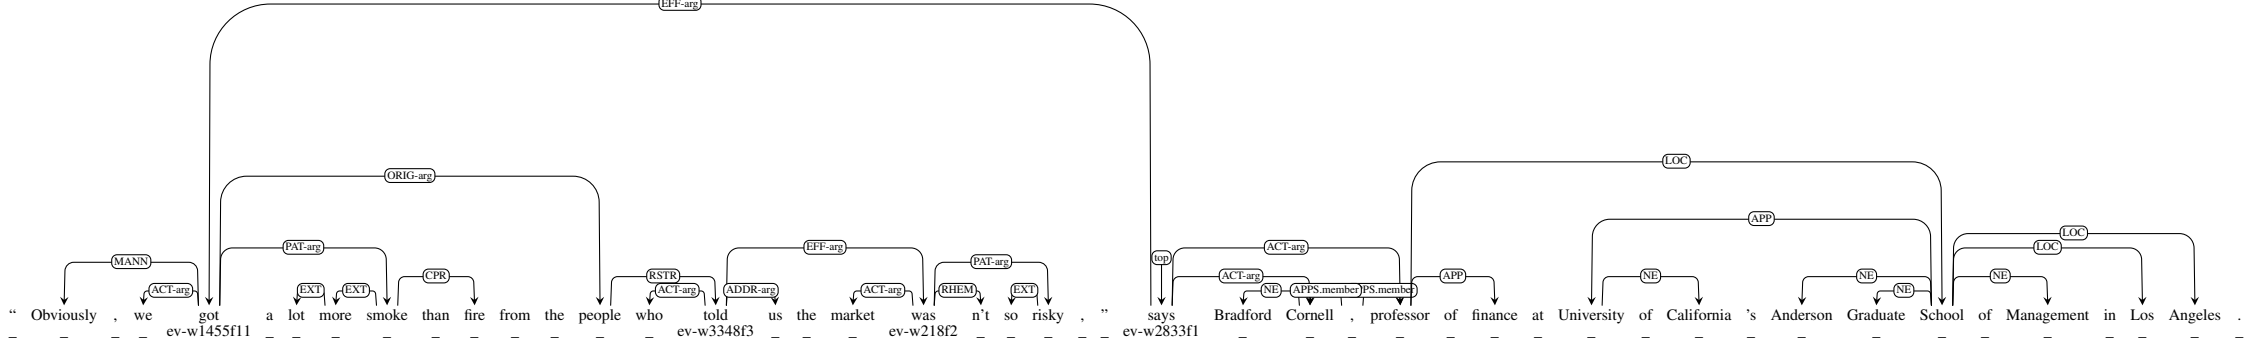 EFF-arg
ORIG-arg
LOC
APP
LOC
PAT-arg EFF-arg ACT-arg LOC
top
MANN PAT-arg
CPR RSTR ACT-arg APP NE NE NE
ACT-arg EXT EXT ACT-arg ADDR-arg ACT-arg RHEM EXT NE APPS.member PS.member NE
“ Obviously , we got a lot more smoke than fire from the people who told us the market was n’t so risky , ” says Bradford Cornell , professor of finance at University of California ’s Anderson Graduate School of Management in Los Angeles .
ev-w1455f11 ev-w3348f3 ev-w218f2 ev-w2833f1
_ _ _ _ _ _ _ _ _ _ _ _ _ _ _ _ _ _ _ _ _ _ _ _ _ _ _ _ _ _ _ _ _ _ _ _ _ _ _ _ _ _